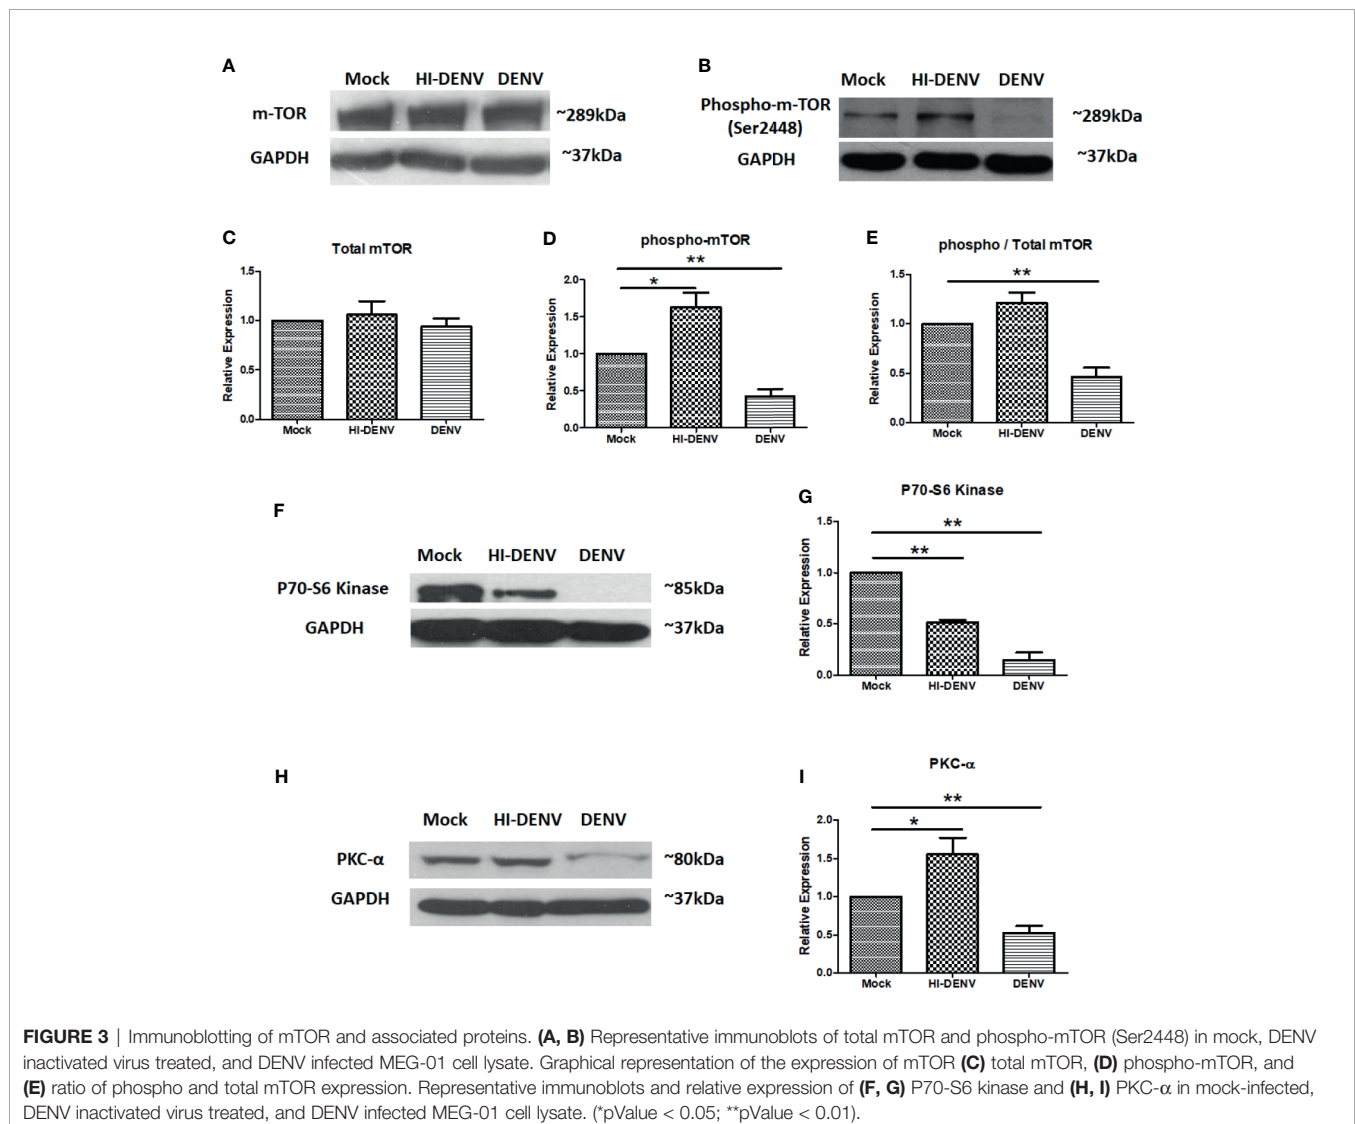 A
Mock HI-DENV DENV
m-TOR ~289kDa
GAPDH ~37kDa
B
Mock HI-DENV DENV
Phospho-m-TOR
(Ser2448) ~289kDa
GAPDH ~37kDa
C
Total mTOR
Relative Expression
1.5
1.0
0.5
0.0
Mock HI-DENV DENV
D
phospho-mTOR
**
*
Relative Expression
2.0
1.5
1.0
0.5
0.0
Mock HI-DENV DENV
E
phospho / Total mTOR
**
Relative Expression
1.5
1.0
0.5
0.0
Mock HI-DENV DENV
F
Mock HI-DENV DENV
P70-S6 Kinase ~85kDa
GAPDH ~37kDa
G
P70-S6 Kinase
**
**
Relative Expression
1.5
1.0
0.5
0.0
Mock HI-DENV DENV
H
Mock HI-DENV DENV
PKC-α ~80kDa
GAPDH ~37kDa
I
PKC-α
**
*
Relative Expression
2.0
1.5
1.0
0.5
0.0
Mock HI-DENV DENV
FIGURE 3 | Immunoblotting of mTOR and associated proteins. (A, B) Representative immunoblots of total mTOR and phospho-mTOR (Ser2448) in mock, DENV
inactivated virus treated, and DENV infected MEG-01 cell lysate. Graphical representation of the expression of mTOR (C) total mTOR, (D) phospho-mTOR, and
(E) ratio of phospho and total mTOR expression. Representative immunoblots and relative expression of (F, G) P70-S6 kinase and (H, I) PKC-α in mock-infected,
DENV inactivated virus treated, and DENV infected MEG-01 cell lysate. (*pValue < 0.05; **pValue < 0.01).